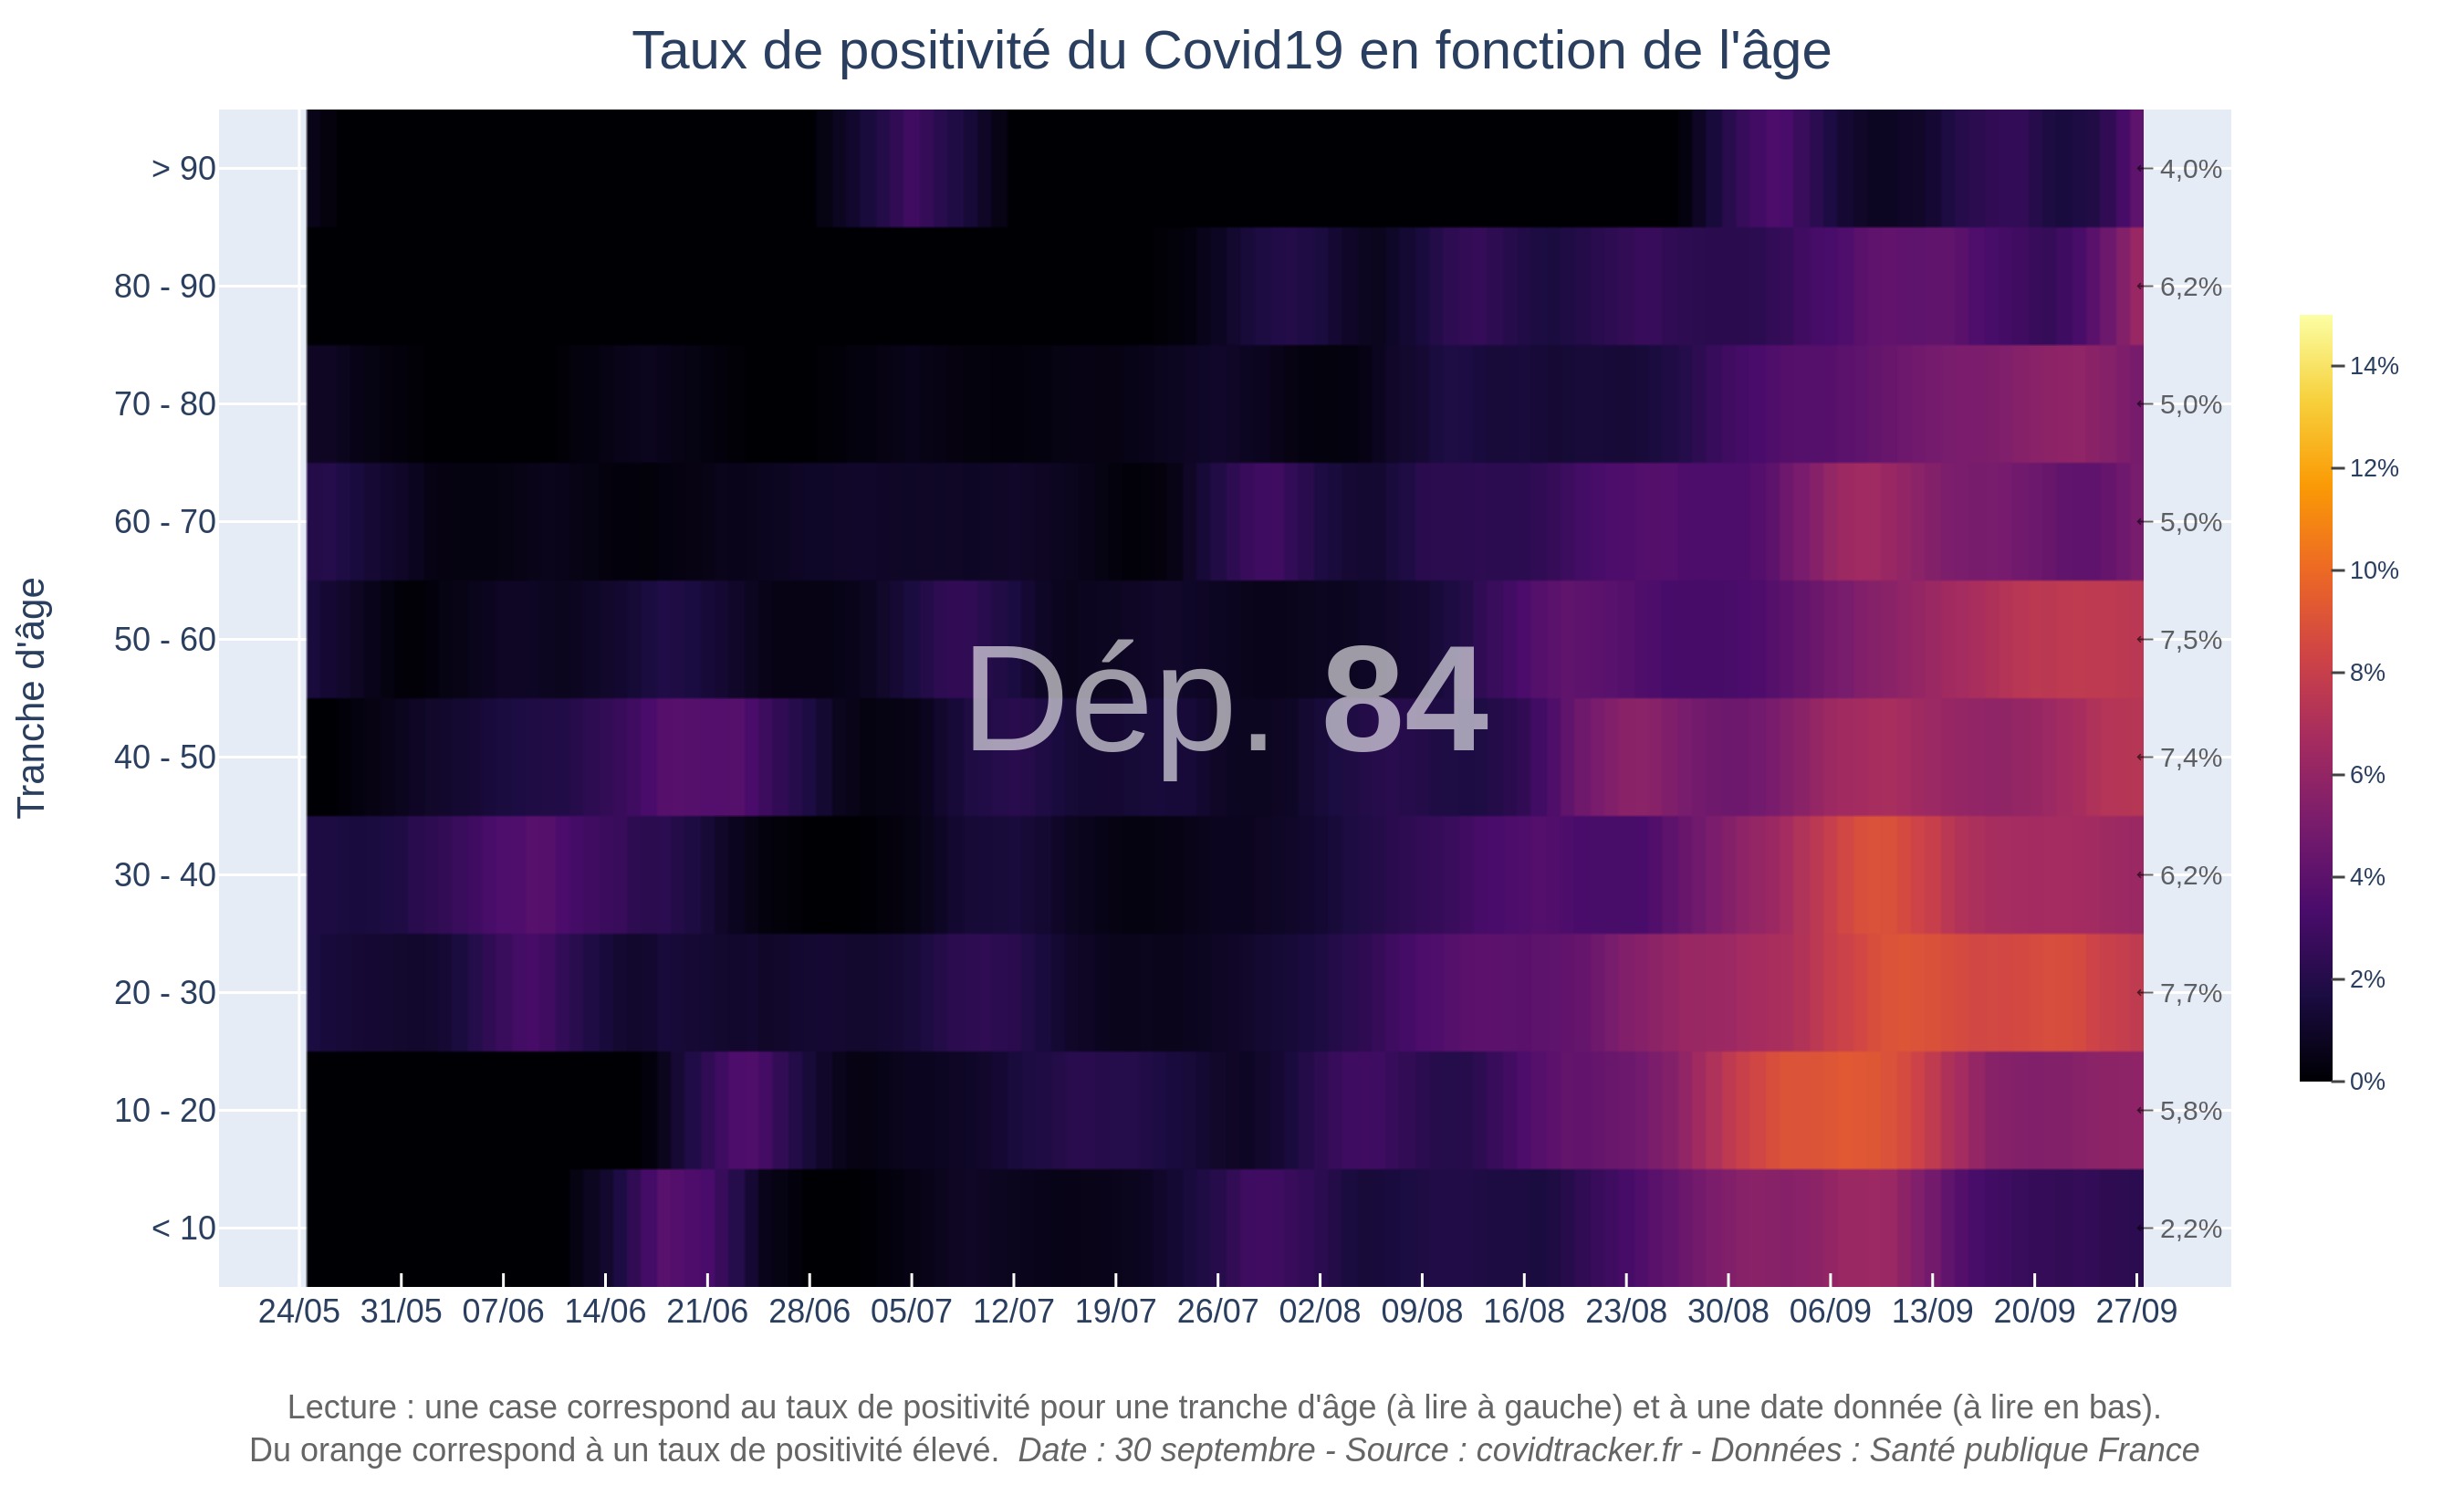 Taux de positivité du Covid19 en fonction de l'âge
Tranche d'âge
> 90
80 - 90
70 - 80
60 - 70
50 - 60
40 - 50
30 - 40
20 - 30
10 - 20
< 10
Dép. 84
4,0%
6,2%
5,0%
5,0%
7,5%
7,4%
6,2%
7,7%
5,8%
2,2%
14%
12%
10%
8%
6%
4%
2%
0%
24/05 31/05 07/06 14/06 21/06 28/06 05/07 12/07 19/07 26/07 02/08 09/08 16/08 23/08 30/08 06/09 13/09 20/09 27/09
Lecture : une case correspond au taux de positivité pour une tranche d'âge (à lire à gauche) et à une date donnée (à lire en bas).
Du orange correspond à un taux de positivité élevé. Date : 30 septembre - Source : covidtracker.fr - Données : Santé publique France